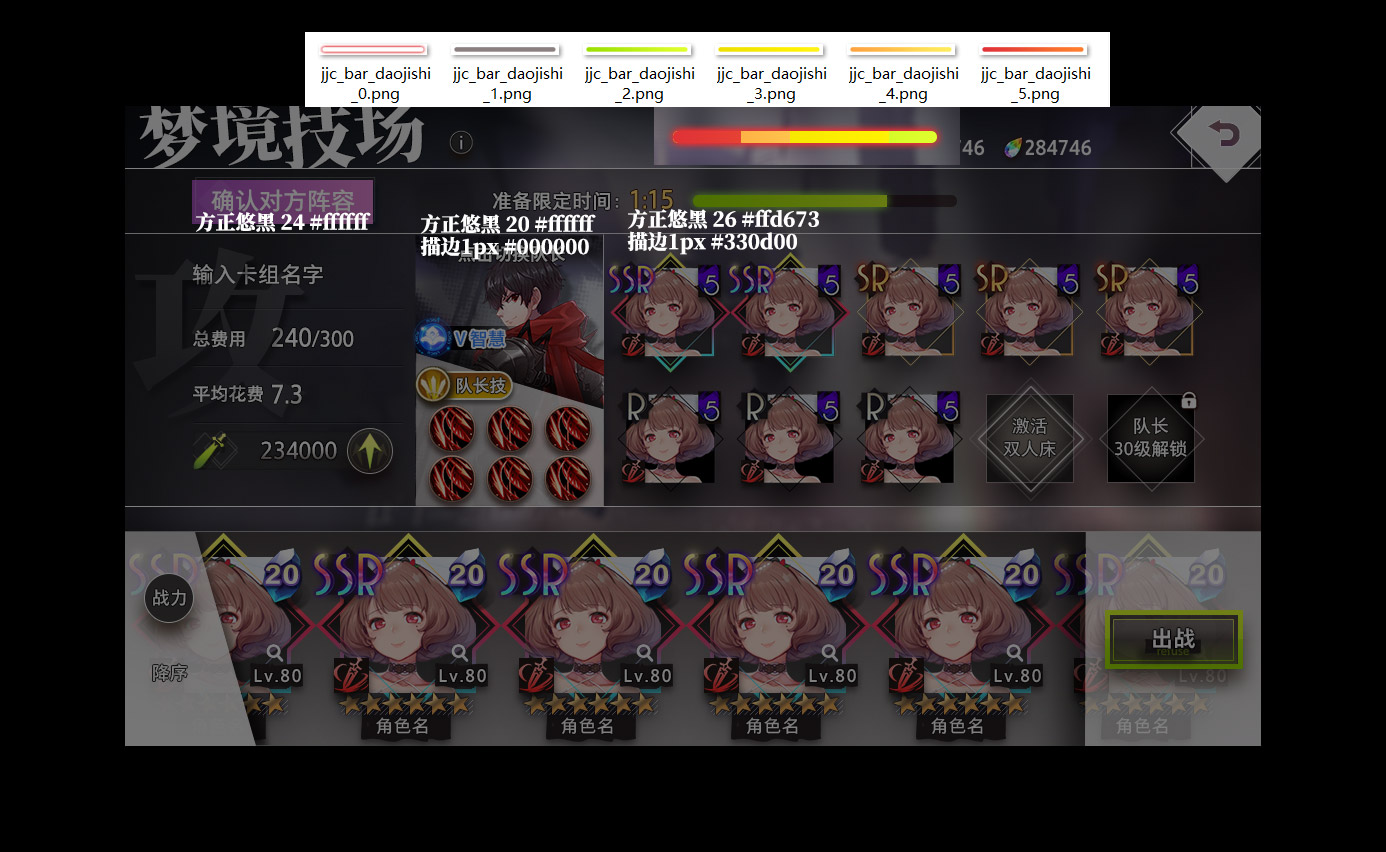 jjc_bar_daojishi
_0.png
jjc_bar_daojishi
_1.png
jjc_bar_daojishi
_2.png
jjc_bar_daojishi
_3.png
jjc_bar_daojishi
_4.png
jjc_bar_daojishi
_5.png
梦境技场
i
746
284746
确认对方阵容
方正悠黑 24 #ffffff
准备限定时间：
1:15
方正悠黑 20 #ffffff
描边1px #000000
方正悠黑 26 #ffd673
描边1px #330d00
点击切换队长
攻
输入卡组名字
总费用 240/300
平均花费 7.3
234000
V 智慧
队长技
SSR 5
SSR 5
SR 5
SR 5
SR 5
R 5
R 5
R 5
激活
双人床
队长
30级解锁
战力
降序
SSR 20
Lv.80
SSR 20
Lv.80
角色名
SSR 20
Lv.80
角色名
SSR 20
Lv.80
角色名
SSR 20
Lv.80
角色名
SSR 20
Lv.80
角色名
出战
refuse